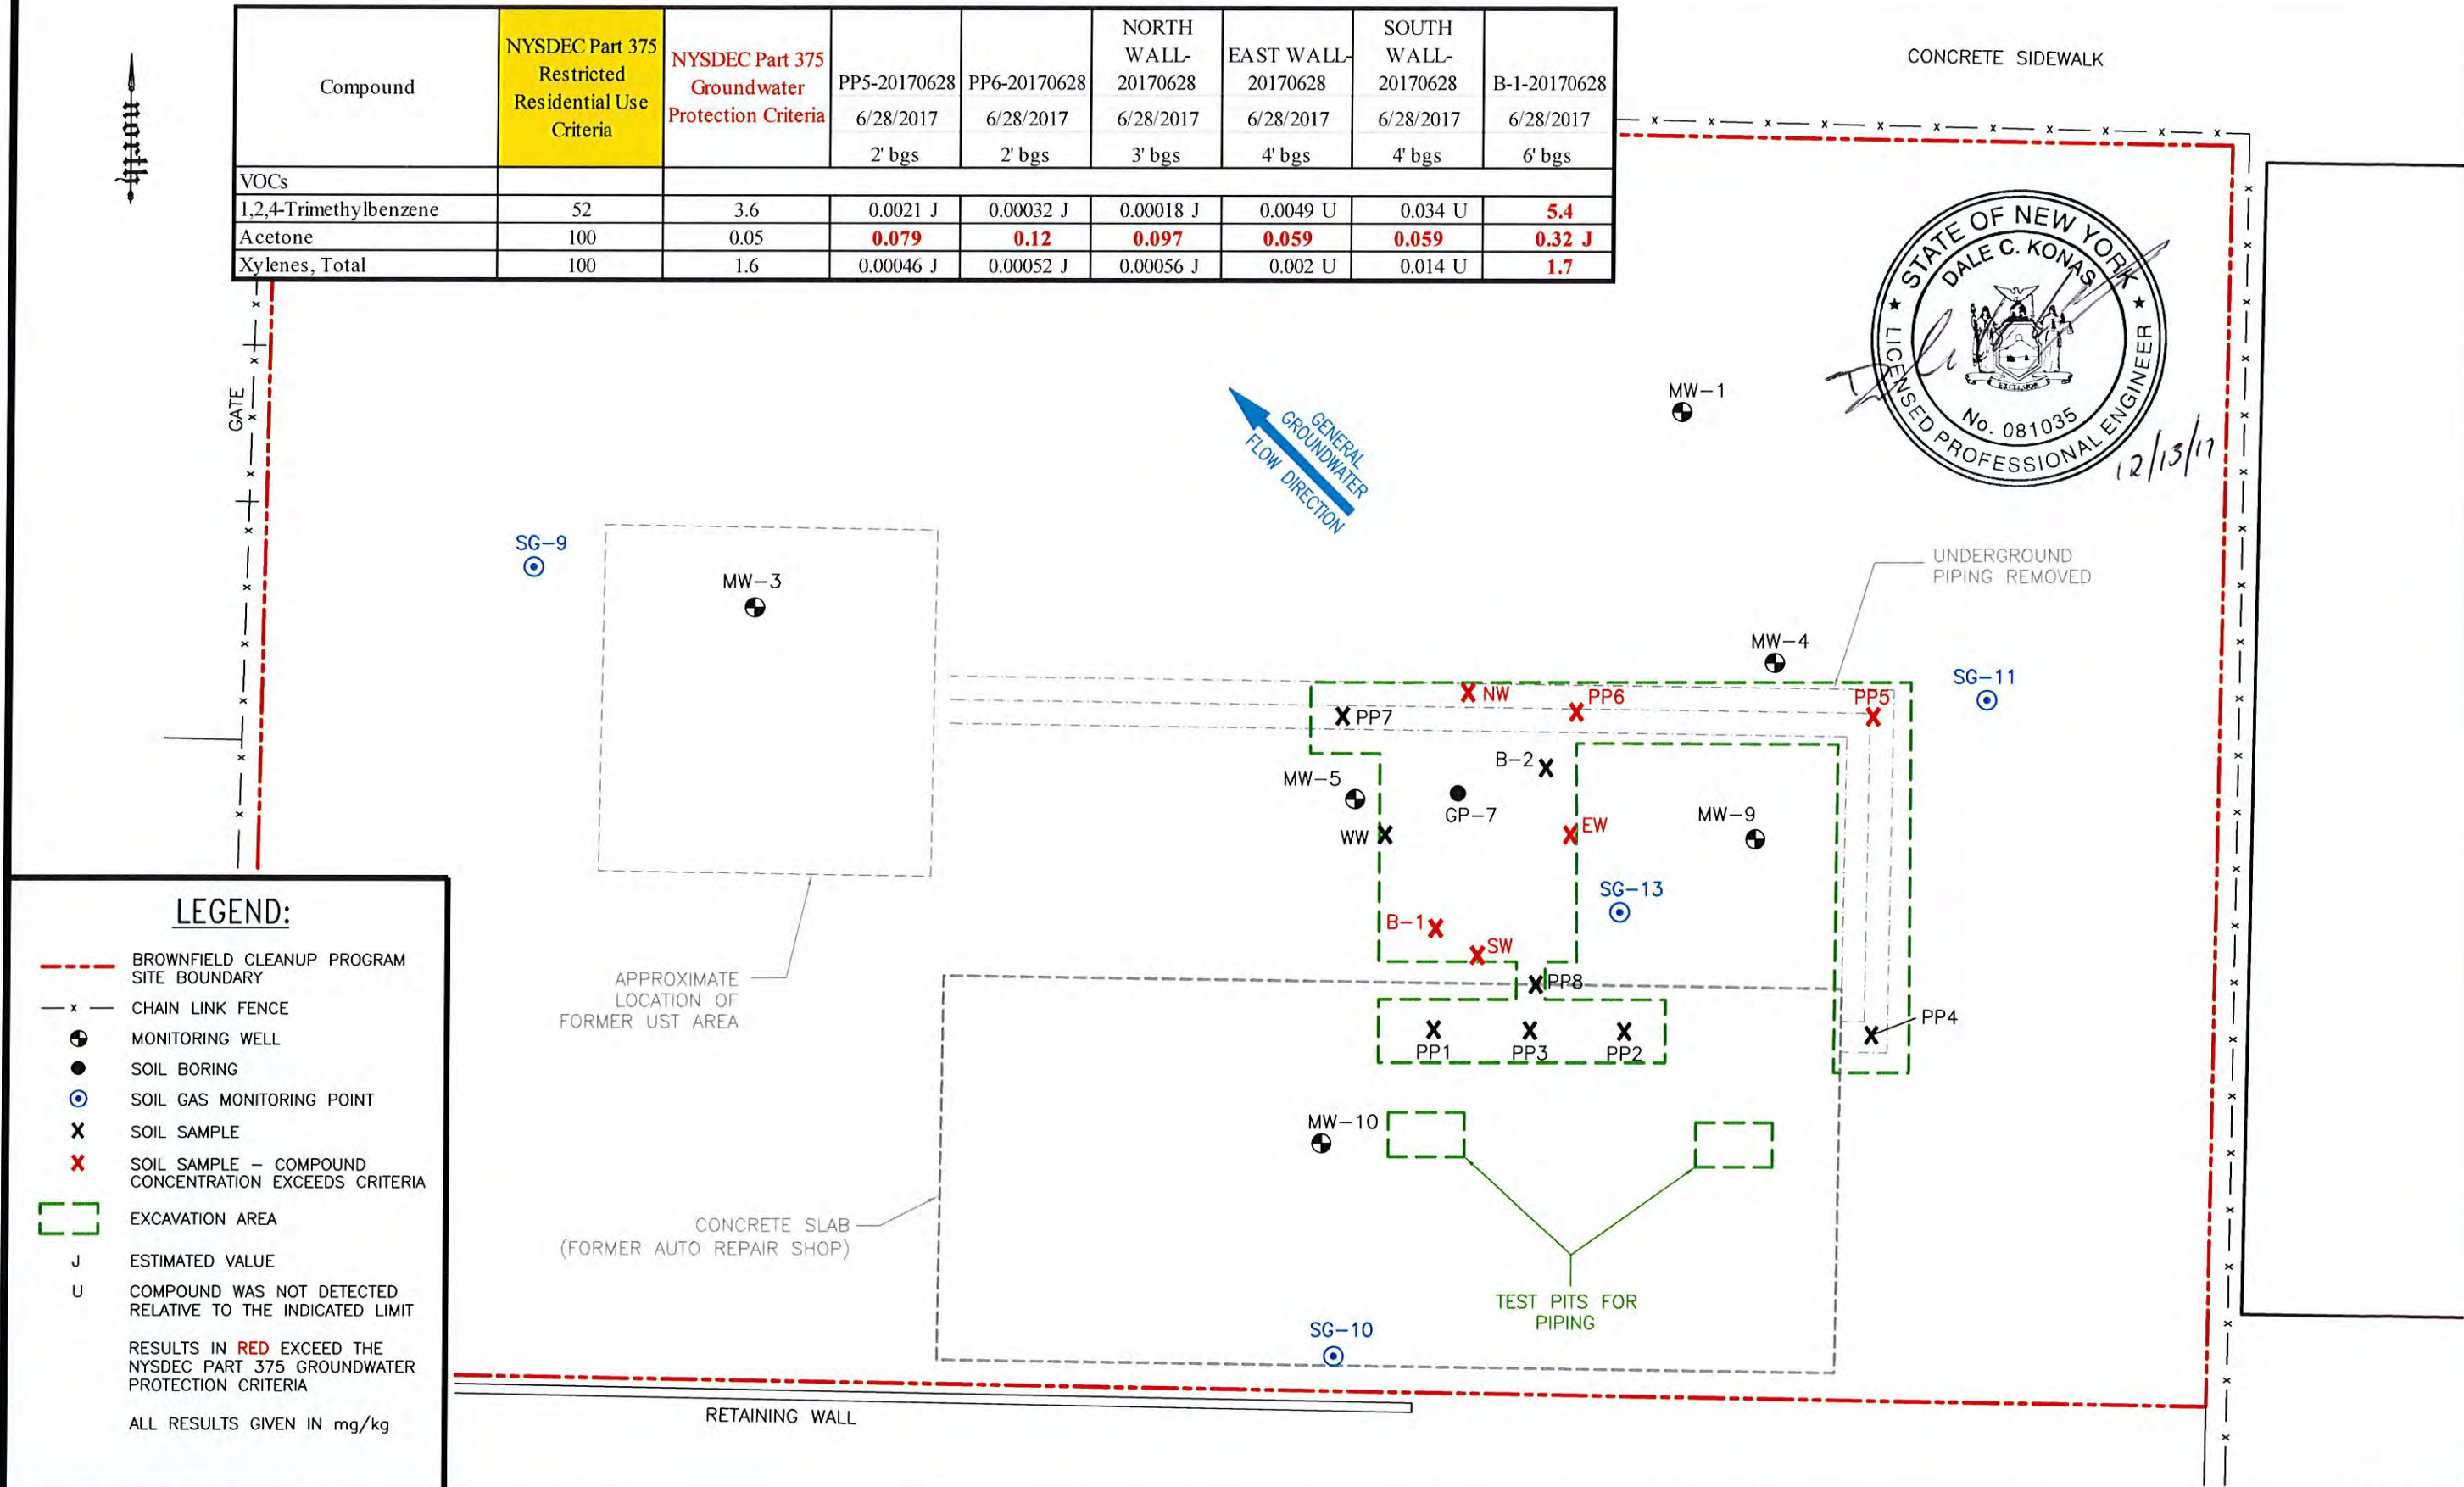 north
Compound
NYSDEC Part 375
Restricted
Residential Use
Criteria
NYSDEC Part 375
Groundwater
Protection Criteria
PP5-20170628
6/28/2017
2' bgs
PP6-20170628
6/28/2017
2' bgs
NORTH
WALL-
20170628
6/28/2017
3' bgs
EAST WALL-
20170628
6/28/2017
4' bgs
SOUTH
WALL-
20170628
6/28/2017
4' bgs
B-1-20170628
6/28/2017
6' bgs
VOCs
1,2,4-Trimethylbenzene 52 3.6 0.0021 J 0.00032 J 0.00018 J 0.0049 U 0.034 U 5.4
Acetone 100 0.05 0.079 0.12 0.097 0.059 0.059 0.32 J
Xylenes, Total 100 1.6 0.00046 J 0.00052 J 0.00056 J 0.002 U 0.014 U 1.7
CONCRETE SIDEWALK
STATE OF NEW YORK
DALE C. KONAS
EXCELSIOR
No. 081035
LICENSED PROFESSIONAL ENGINEER
12/13/17
GATE
GENERAL
GROUNDWATER
FLOW DIRECTION
MW-1
SG-9
MW-3
UNDERGROUND
PIPING REMOVED
MW-4
SG-11
NW
PP6
PP5
PP7
B-2
MW-5
GP-7
MW-9
WW
EW
SG-13
B-1
SW
PP8
APPROXIMATE
LOCATION OF
FORMER UST AREA
PP1
PP3
PP2
PP4
MW-10
CONCRETE SLAB
(FORMER AUTO REPAIR SHOP)
TEST PITS FOR
PIPING
SG-10
RETAINING WALL
LEGEND:
BROWNFIELD CLEANUP PROGRAM
SITE BOUNDARY
x CHAIN LINK FENCE
MONITORING WELL
SOIL BORING
SOIL GAS MONITORING POINT
X SOIL SAMPLE
X SOIL SAMPLE - COMPOUND
CONCENTRATION EXCEEDS CRITERIA
EXCAVATION AREA
J ESTIMATED VALUE
U COMPOUND WAS NOT DETECTED
RELATIVE TO THE INDICATED LIMIT
RESULTS IN RED EXCEED THE
NYSDEC PART 375 GROUNDWATER
PROTECTION CRITERIA
ALL RESULTS GIVEN IN mg/kg